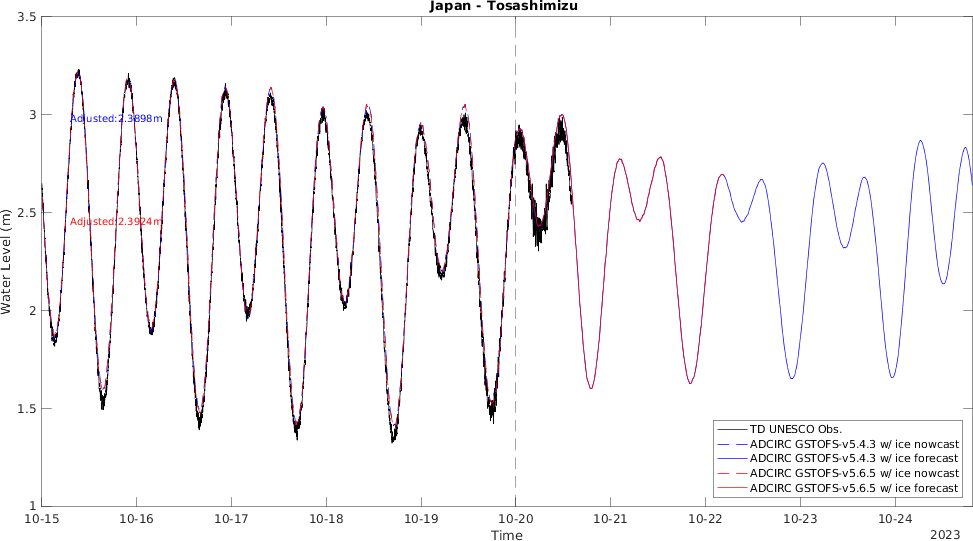 Japan - Tosashimizu
3.5
3
2.5
2
1.5
1
Water Level (m)
Adjusted:2.3898m
Adjusted:2.3924m
TD UNESCO Obs.
ADCIRC GSTOFS-v5.4.3 w/ ice nowcast
ADCIRC GSTOFS-v5.4.3 w/ ice forecast
ADCIRC GSTOFS-v5.6.5 w/ ice nowcast
ADCIRC GSTOFS-v5.6.5 w/ ice forecast
10-15 10-16 10-17 10-18 10-19 10-20 10-21 10-22 10-23 10-24
Time
2023